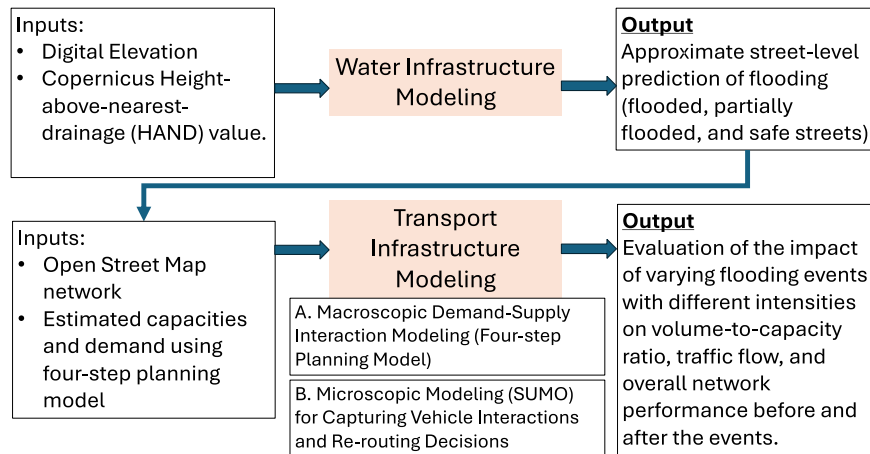 Inputs:
• Digital Elevation
• Copernicus Height-
above-nearest-
drainage (HAND) value.
Water Infrastructure
Modeling
Output
Approximate street-level
prediction of flooding
(flooded, partially
flooded, and safe streets)
Inputs:
• Open Street Map
network
• Estimated capacities
and demand using
four-step planning
model
Transport
Infrastructure
Modeling
A. Macroscopic Demand-Supply
Interaction Modeling (Four-step
Planning Model)
B. Microscopic Modeling (SUMO)
for Capturing Vehicle Interactions
and Re-routing Decisions
Output
Evaluation of the impact
of varying flooding events
with different intensities
on volume-to-capacity
ratio, traffic flow, and
overall network
performance before and
after the events.